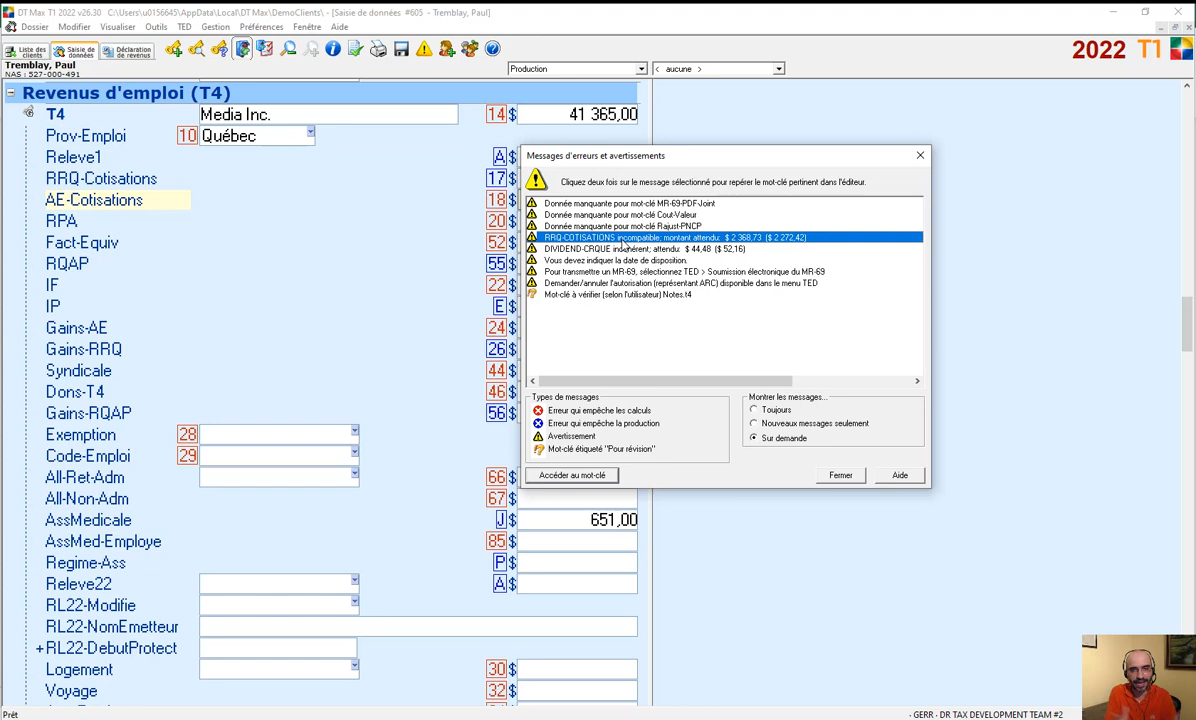 DT Max T1 2022 v26.30 C:\Users\u0156645\AppData\Local\DT Max\DemoClients\ - [Saisie de données #605 - Tremblay, Paul]
Dossier Modifier Visualiser Outils TED Gestion Préférences Fenêtre Aide
Liste des clients
Saisie de données
Déclaration de revenus
Production
< aucune >
2022 T1
Tremblay, Paul
NAS : 527-000-491
Revenus d'emploi (T4)
T4 Media Inc. 14 41 365,00
Prov-Emploi 10 Québec
Releve1 A $
RRQ-Cotisations 17 $
AE-Cotisations 18 $
RPA 20 $
Fact-Equiv 52 $
RQAP 55 $
IF 22 $
IP E $
Gains-AE 24 $
Gains-RRQ 26 $
Syndicale 44 $
Dons-T4 46 $
Gains-RQAP 56 $
Exemption 28
Code-Emploi 29
All-Ret-Adm 66 $
All-Non-Adm 67 $
AssMedicale J $ 651,00
AssMed-Employe 85 $
Regime-Ass P $
Releve22 A $
RL22-Modifie
RL22-NomEmetteur
+RL22-DebutProtect
Logement 30 $
Voyage 32 $
Messages d'erreurs et avertissements
Cliquez deux fois sur le message sélectionné pour repérer le mot-clé pertinent dans l'éditeur.
Donnée manquante pour mot-clé MR-69-PDF-Joint
Donnée manquante pour mot-clé Cout-Valeur
Donnée manquante pour mot-clé Rajust-PNCP
RRQ-COTISATIONS incompatible; montant attendu: $ 2 368,73 ($ 2 272,42)
DIVIDEND-CRQUE incohérent; attendu: $ 44,48 ($ 52,16)
Vous devez indiquer la date de disposition.
Pour transmettre un MR-69, sélectionnez TED > Soumission électronique du MR-69
Demander/annuler l'autorisation (représentant ARC) disponible dans le menu TED
Mot-clé à vérifier (selon l'utilisateur) Notes.t4
Types de messages
Erreur qui empêche les calculs
Erreur qui empêche la production
Avertissement
Mot-clé étiqueté "Pour révision"
Montrer les messages...
Toujours
Nouveaux messages seulement
Sur demande
Accéder au mot-clé Fermer Aide
Prêt
- GERR - DR TAX DEVELOPMENT TEAM #2